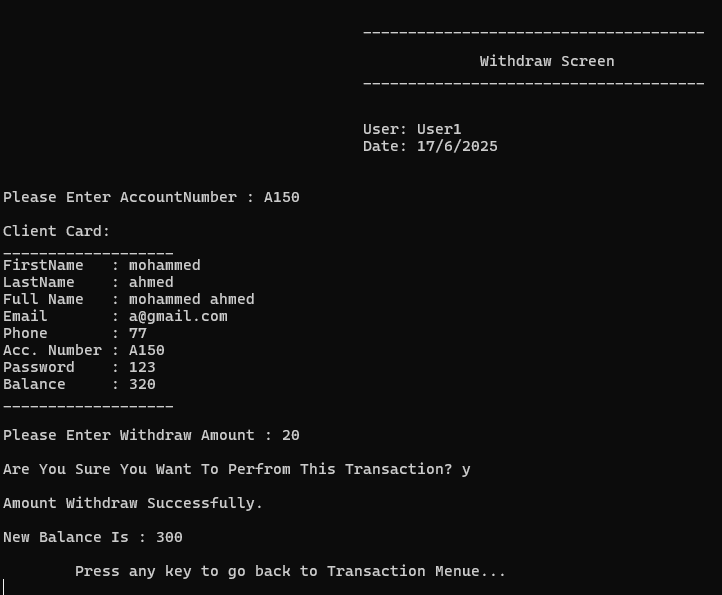 --------------------------------------
Withdraw Screen
--------------------------------------
User: User1
Date: 17/6/2025
Please Enter AccountNumber : A150
Client Card:
___________________
FirstName   : mohammed
LastName    : ahmed
Full Name   : mohammed ahmed
Email       : a@gmail.com
Phone       : 77
Acc. Number : A150
Password    : 123
Balance     : 320
___________________
Please Enter Withdraw Amount : 20
Are You Sure You Want To Perfrom This Transaction? y
Amount Withdraw Successfully.
New Balance Is : 300
Press any key to go back to Transaction Menue...